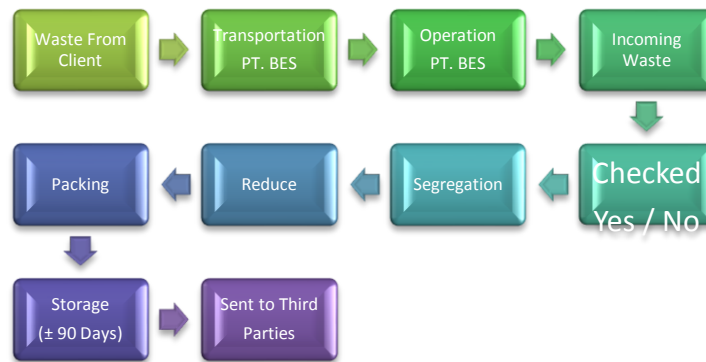 Waste From
Client
Transportation
PT. BES
Operation
PT. BES
Incoming
Waste
Checked
Yes / No
Segregation
Reduce
Packing
Storage
(± 90 Days)
Sent to Third
Parties